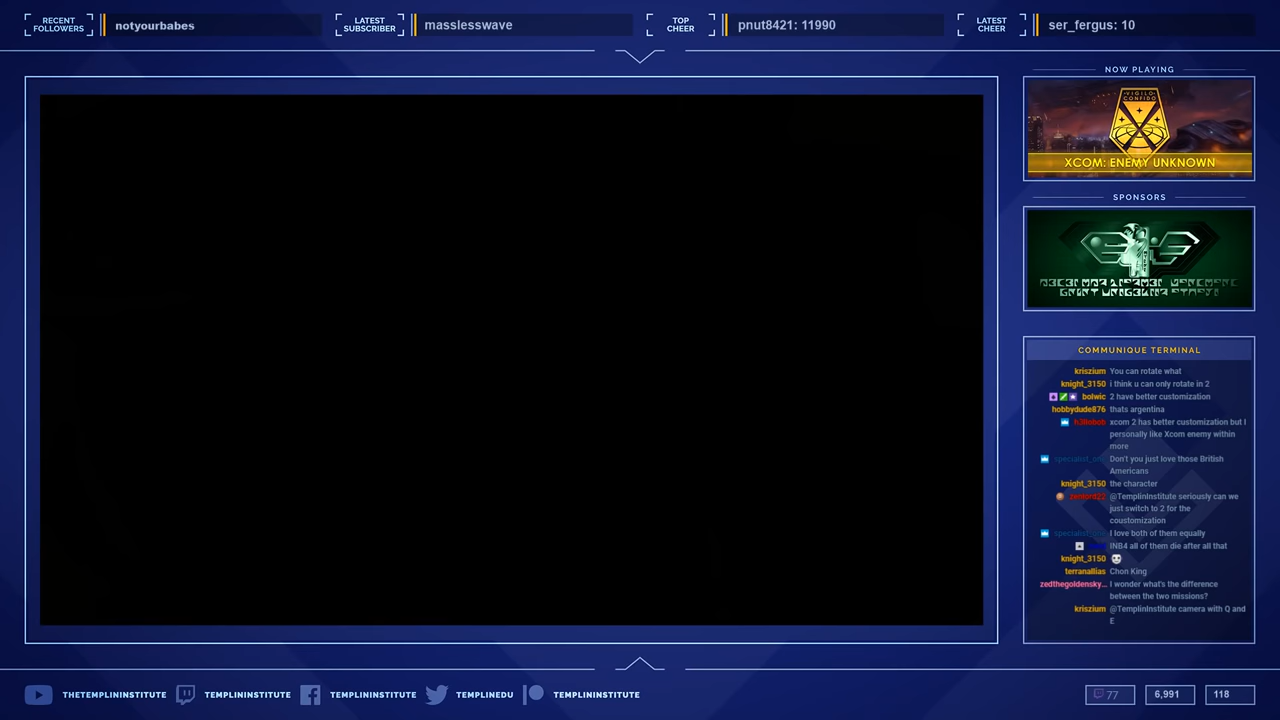 RECENT
FOLLOWERS
notyourbabes
LATEST
SUBSCRIBER
masslesswave
TOP
CHEER
pnut8421: 11990
LATEST
CHEER
ser_fergus: 10
NOW PLAYING
VIGILO
CONFIDO
XCOM: ENEMY UNKNOWN
SPONSORS
COMMUNIQUE TERMINAL
kriszium You can rotate what
knight_3150 i think u can only rotate in 2
bolwic 2 have better customization
hobbydude876 thats argentina
xcom 2 has better customization but I
personally like Xcom enemy within
more
Don't you just love those British
Americans
knight_3150 the character
@TemplinInstitute seriously can we
just switch to 2 for the
coustomization
I love both of them equally
INB4 all of them die after all that
knight_3150
terranallias Chon King
zedthegoldensky... I wonder what's the difference
between the two missions?
kriszium @TemplinInstitute camera with Q and
E
THETEMPLININSTITUTE
TEMPLININSTITUTE
TEMPLININSTITUTE
TEMPLINEDU
TEMPLININSTITUTE
77
6,991
118